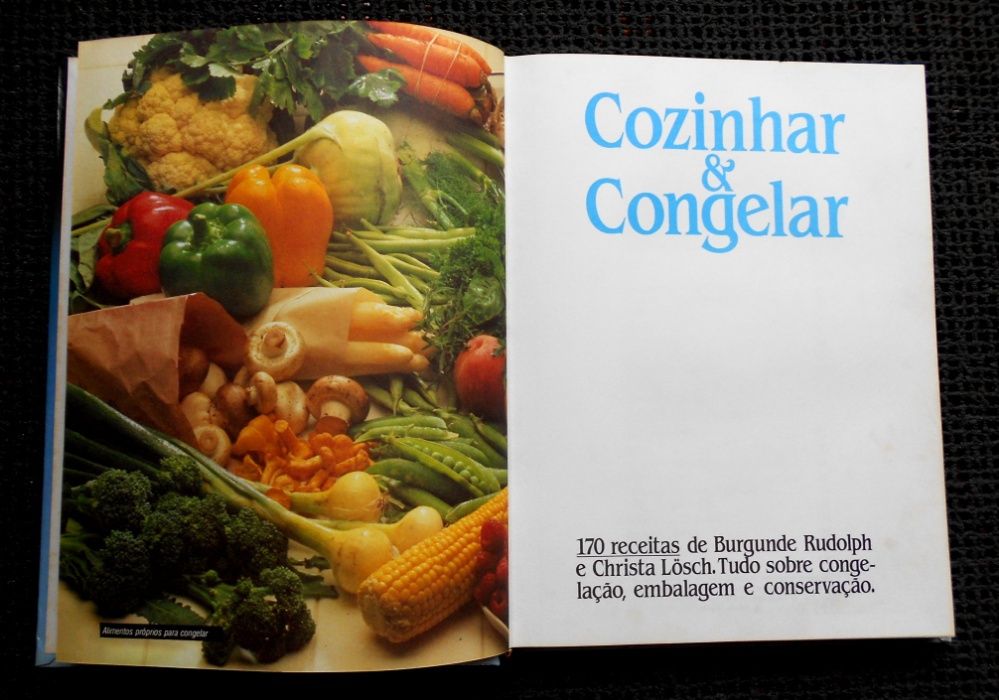 Alimentos próprios para congelar
Cozinhar
&
Congelar
170 receitas de Burgunde Rudolph
e Christa Lösch. Tudo sobre conge-
lação, embalagem e conservação.